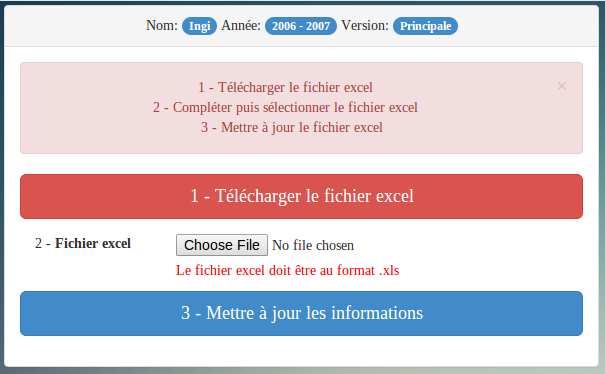 Nom: Ingi Année: 2006 - 2007 Version: Principale
×
1 - Télécharger le fichier excel
2 - Compléter puis sélectionner le fichier excel
3 - Mettre à jour le fichier excel
1 - Télécharger le fichier excel
2 - Fichier excel Choose File No file chosen
Le fichier excel doit être au format .xls
3 - Mettre à jour les informations